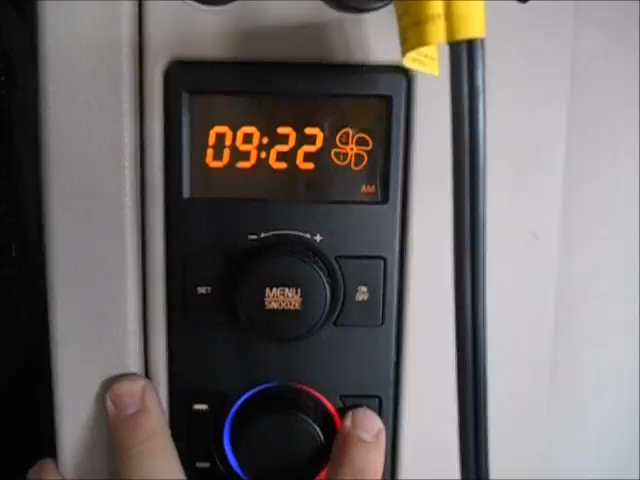 09:22
AM
- +
SET
MENU
SNOOZE
ON
OFF